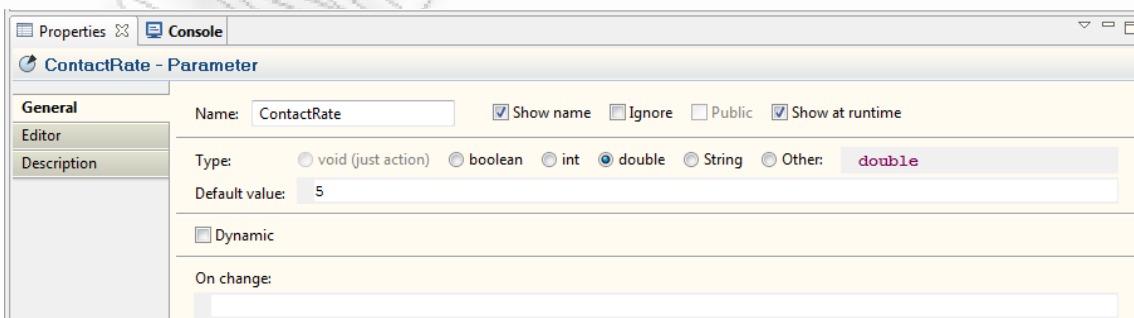 Properties Console
ContactRate - Parameter
General
Editor
Description
Name: ContactRate Show name Ignore Public Show at runtime
Type: void (just action) boolean int double String Other: double
Default value: 5
Dynamic
On change: